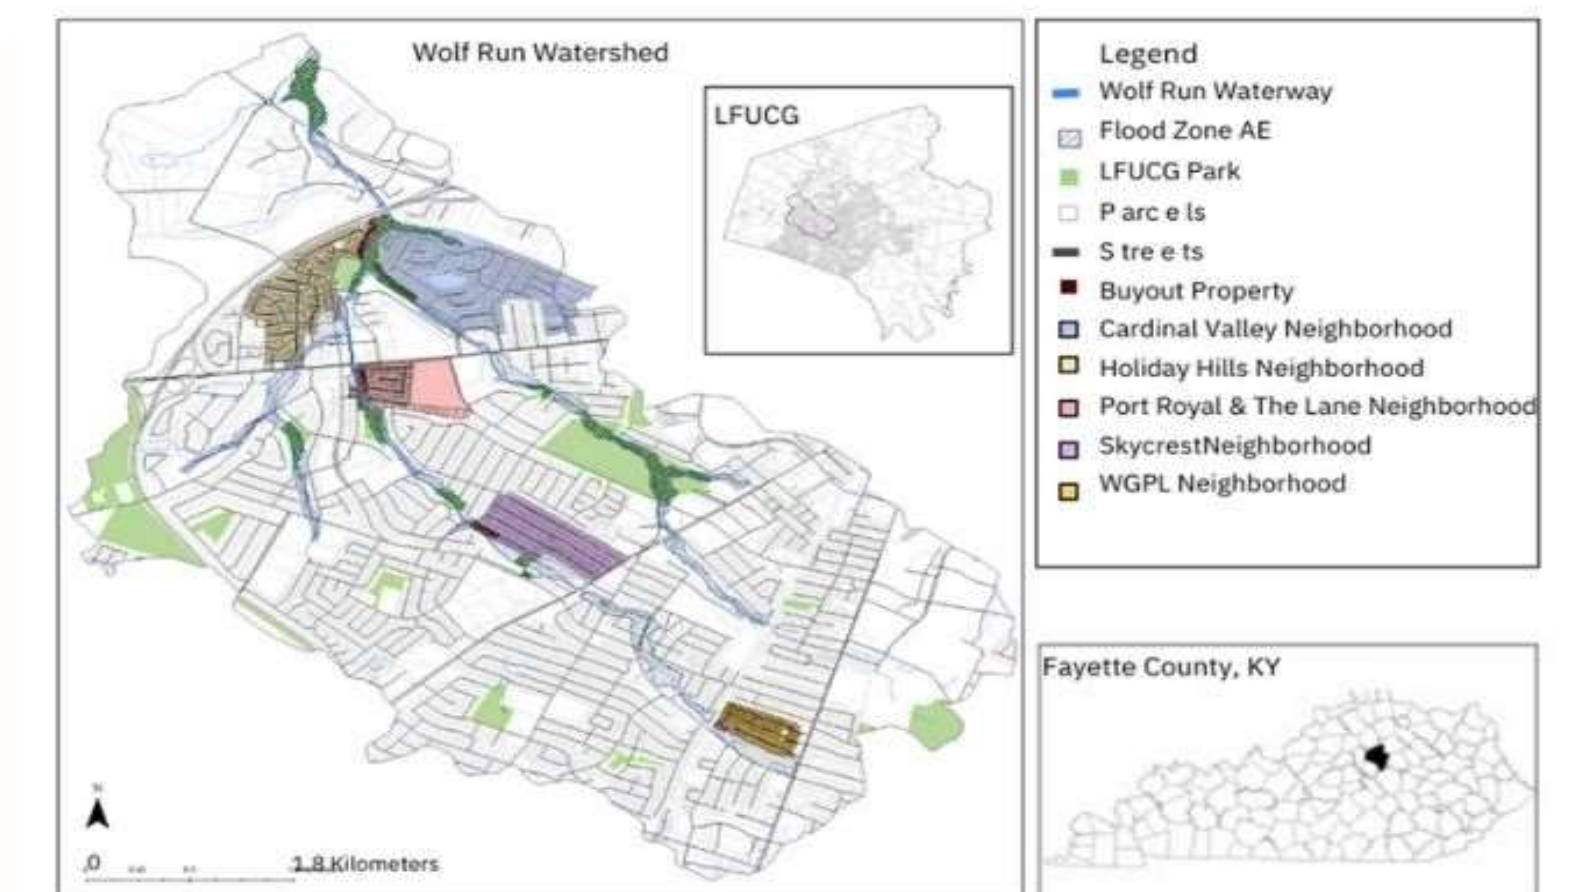 Wolf Run Watershed
LFUCG
0
1.8 Kilometers
Legend
Wolf Run Waterway
Flood Zone AE
LFUCG Park
P arc e ls
S tre e ts
Buyout Property
Cardinal Valley Neighborhood
Holiday Hills Neighborhood
Port Royal & The Lane Neighborhood
SkycrestNeighborhood
WGPL Neighborhood
Fayette County, KY